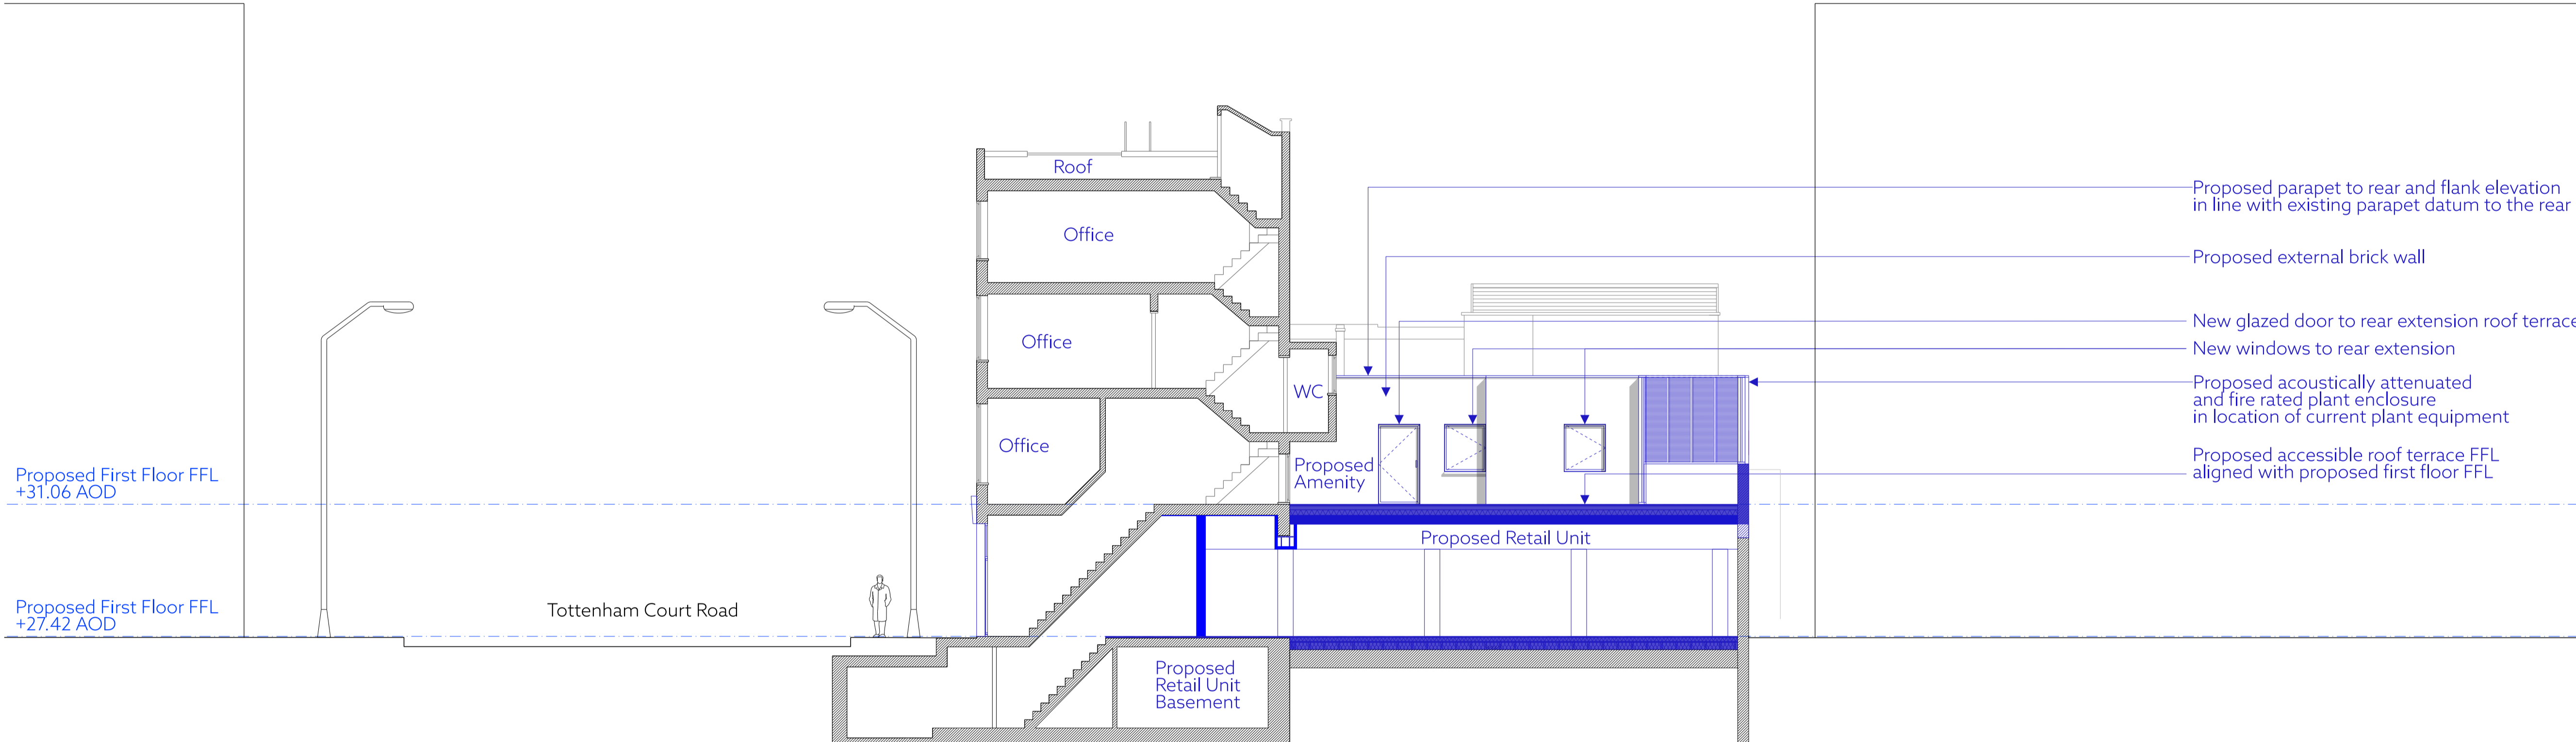 Roof
Office
Office
WC
Office
Proposed
Amenity
Proposed Retail Unit
Proposed
Retail Unit
Basement
Tottenham Court Road
Proposed First Floor FFL
+31.06 AOD
Proposed First Floor FFL
+27.42 AOD
Proposed parapet to rear and flank elevation
in line with existing parapet datum to the rear
Proposed external brick wall
New glazed door to rear extension roof terrace
New windows to rear extension
Proposed acoustically attenuated
and fire rated plant enclosure
in location of current plant equipment
Proposed accessible roof terrace FFL
aligned with proposed first floor FFL